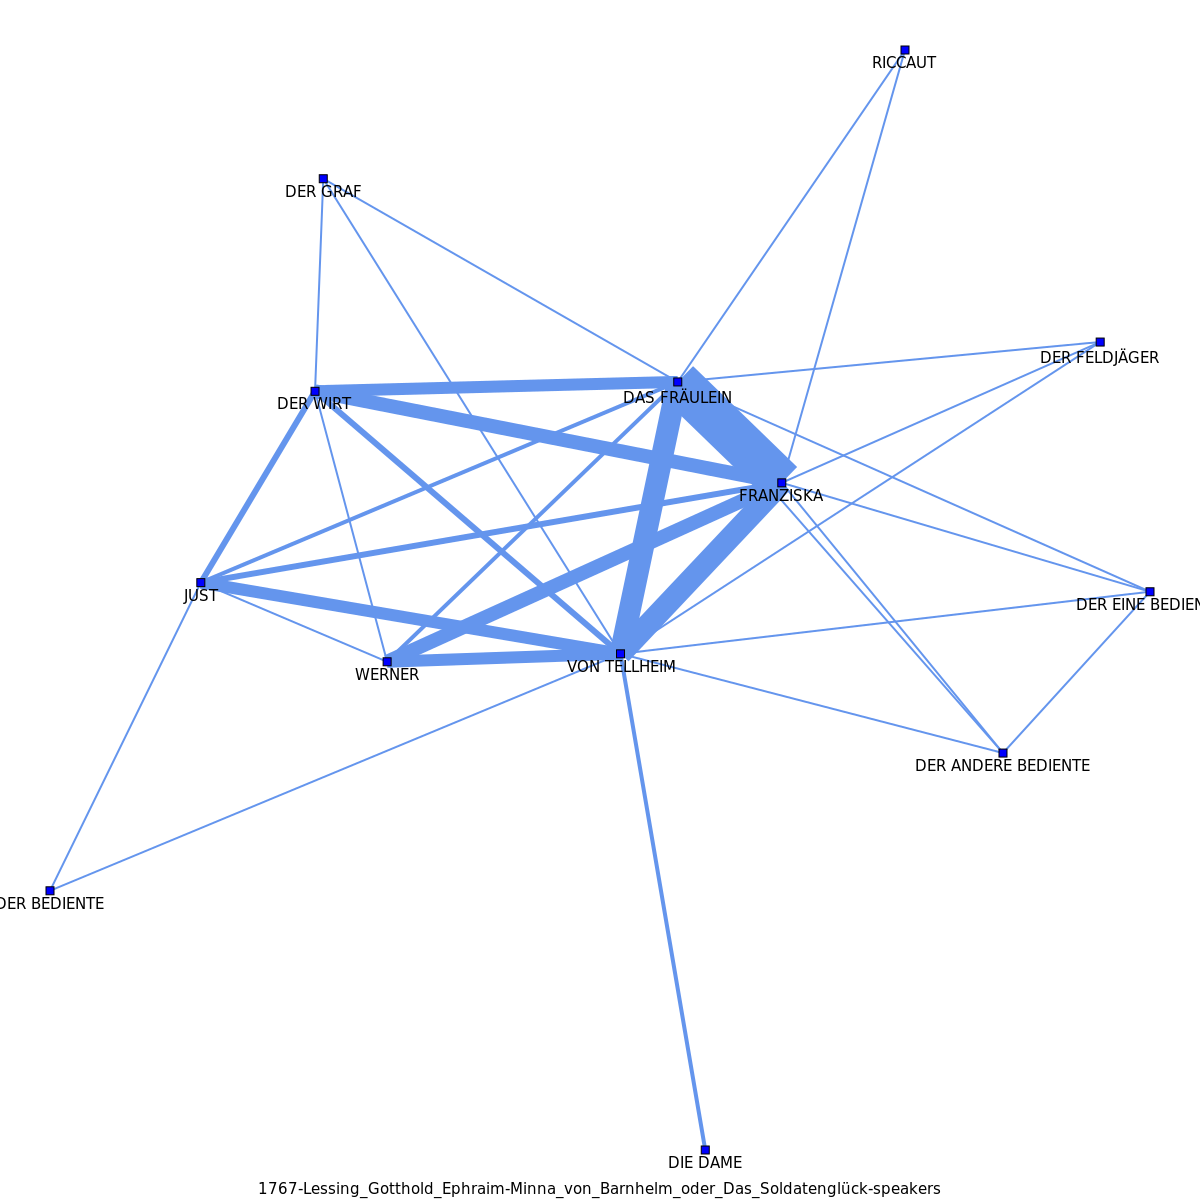 RICCAUT
DER GRAF
DER FELDJÄGER
DAS FRÄULEIN
DER WIRT
FRANZISKA
JUST
DER EINE BEDIEN
WERNER
VON TELLHEIM
DER ANDERE BEDIENTE
DER BEDIENTE
DIE DAME
1767-Lessing_Gotthold_Ephraim-Minna_von_Barnhelm_oder_Das_Soldatenglück-speakers